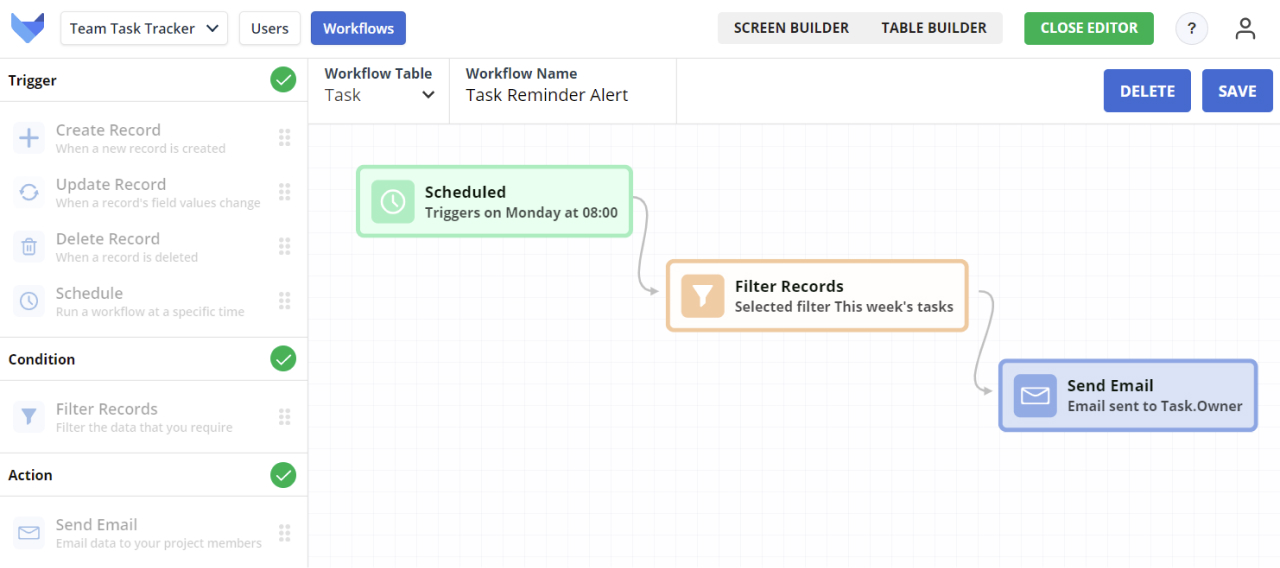 Team Task Tracker Users Workflows SCREEN BUILDER TABLE BUILDER CLOSE EDITOR ?
Trigger
Create Record
When a new record is created
Update Record
When a record's field values change
Delete Record
When a record is deleted
Schedule
Run a workflow at a specific time
Condition
Filter Records
Filter the data that you require
Action
Send Email
Email data to your project members
Workflow Table
Task
Workflow Name
Task Reminder Alert
DELETE SAVE
Scheduled
Triggers on Monday at 08:00
Filter Records
Selected filter This week's tasks
Send Email
Email sent to Task.Owner